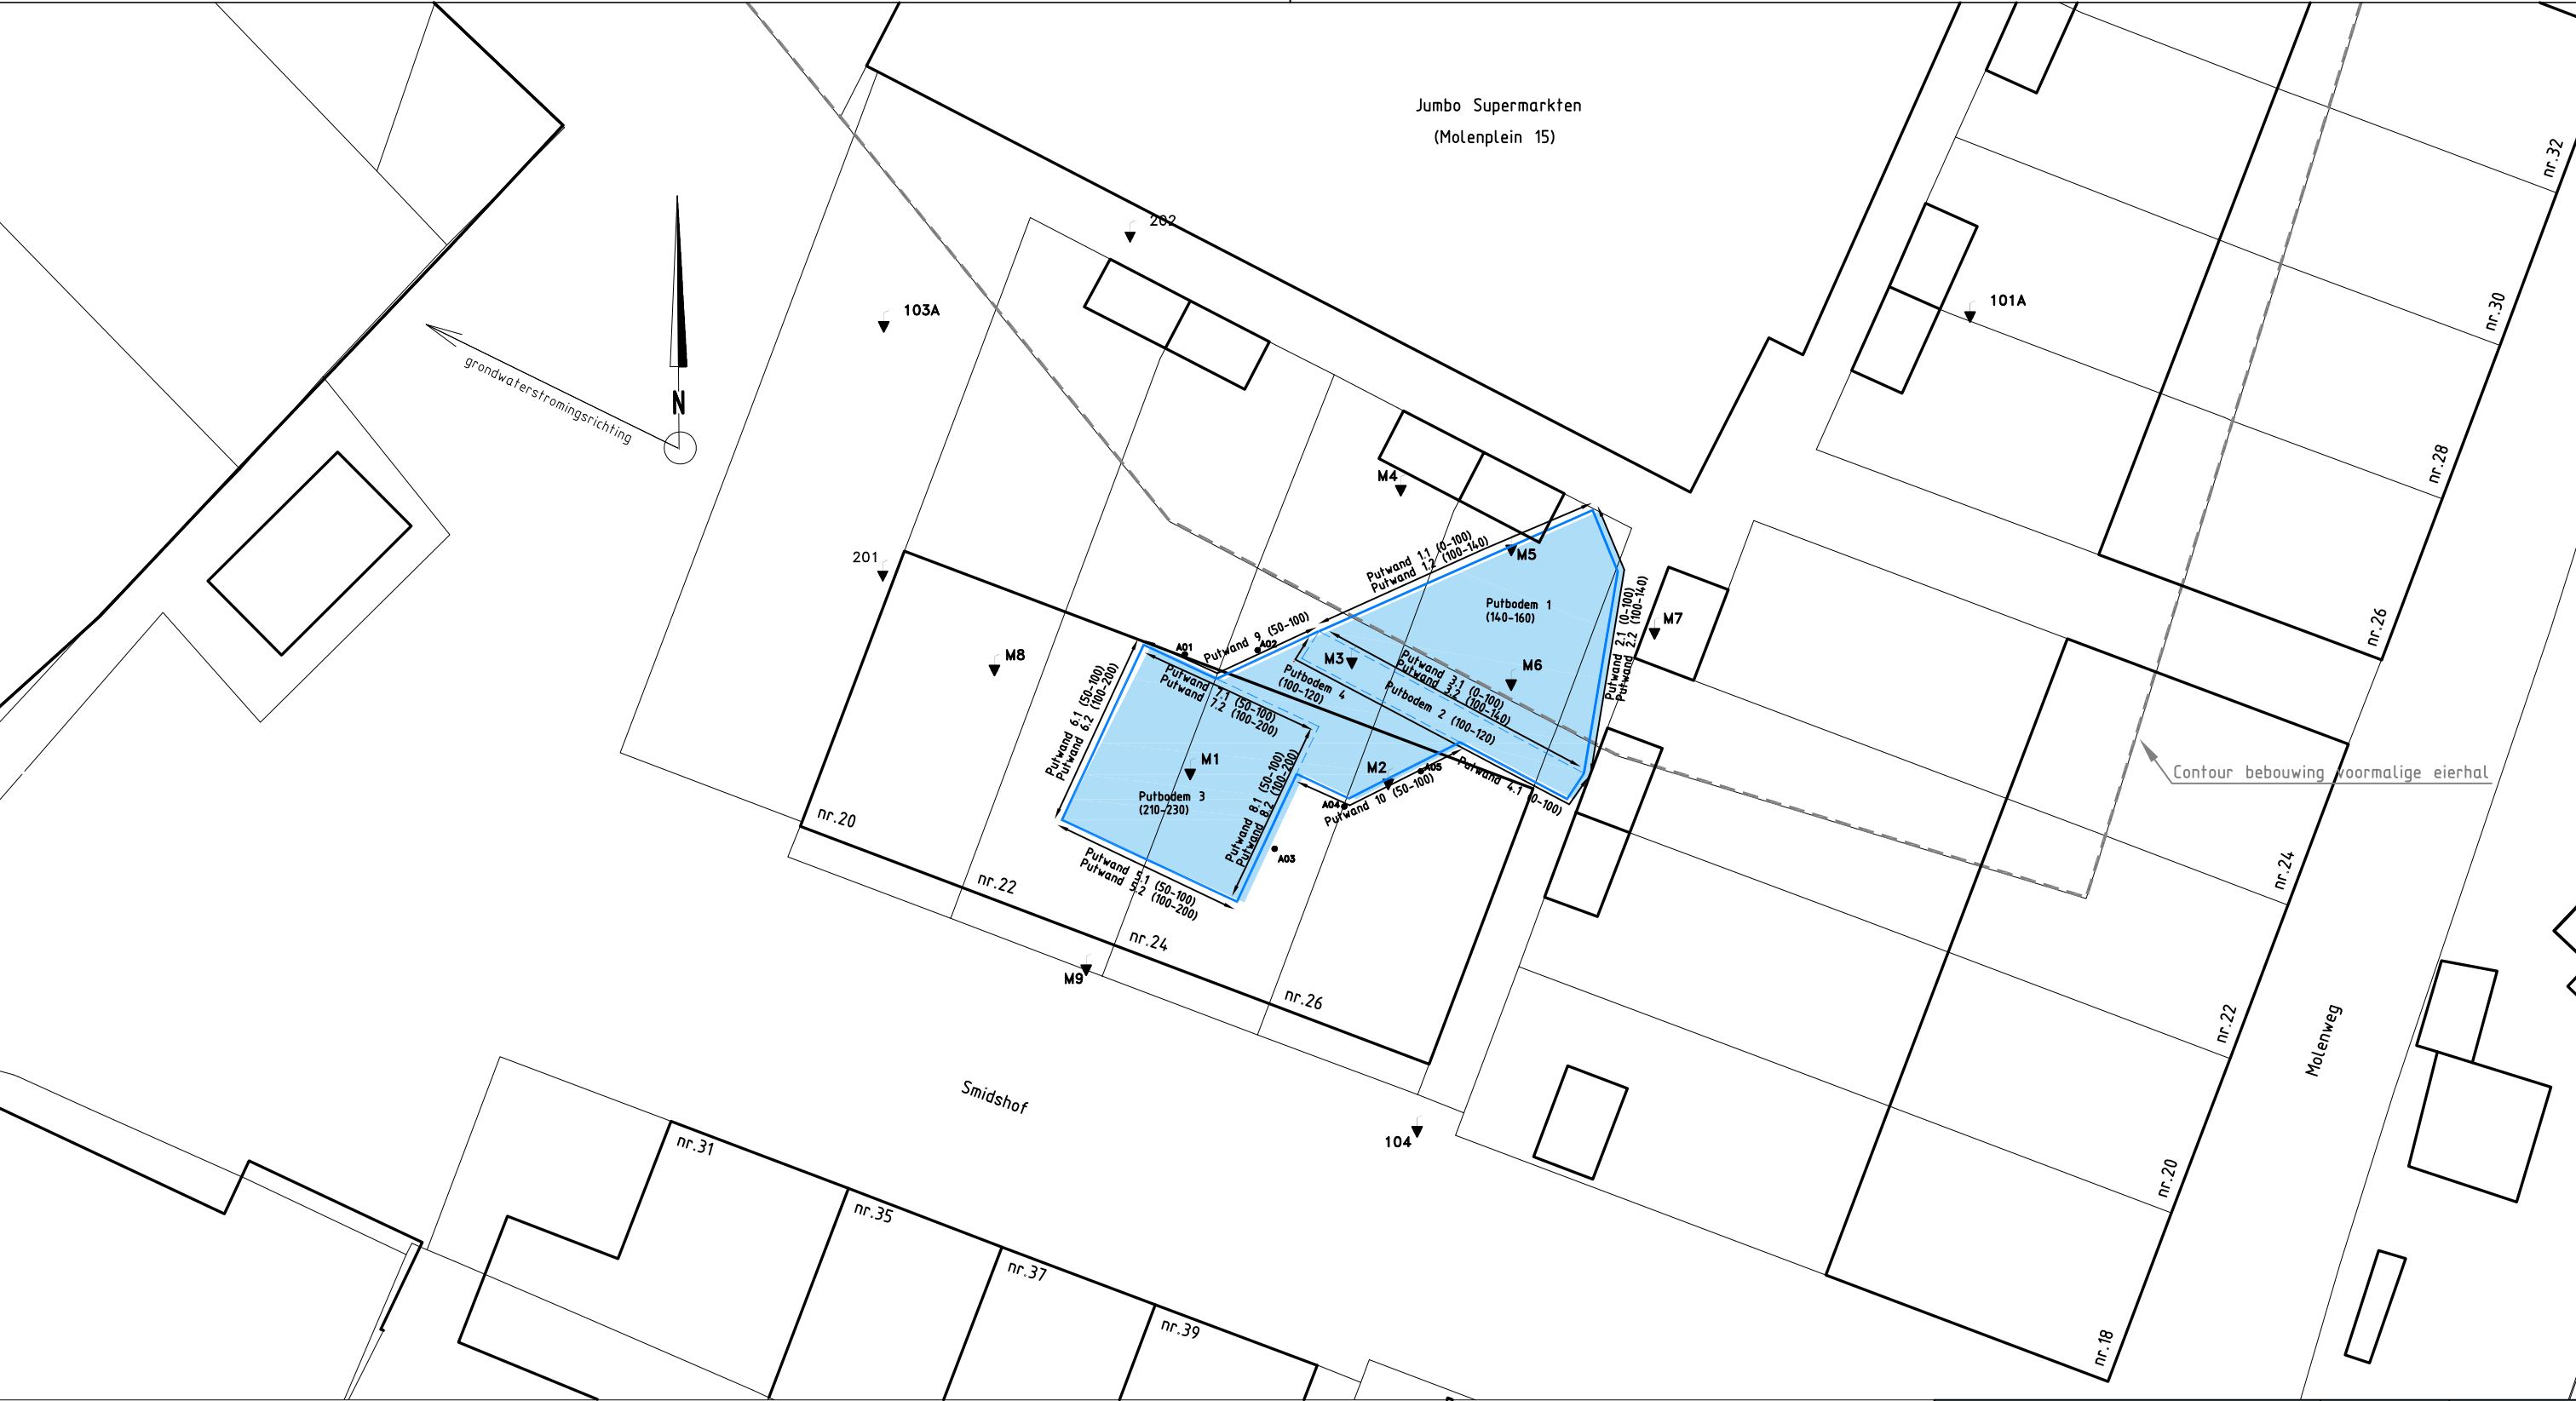 Jumbo Supermarkten
(Molenplein 15)
nr.32
202
103A
101A
nr.30
grondwaterstromingsrichting
N
nr.28
M4
201
Putwand 1.1 (0-100)
Putwand 1.2 (100-140)
M5
Putbodem 1
(140-160)
Putwand 2.1 (0-100)
Putwand 2.2 (100-140)
M7
nr.26
M8
A01
Putwand 9 (50-100)
A02
M3
M6
Putwand 3.1 (0-100)
Putwand 3.2 (100-140)
Putbodem 4
(100-120)
Putbodem 2 (100-120)
Putwand 6.1 (50-100)
Putwand 6.2 (100-200)
Putwand 7.1 (50-100)
Putwand 7.2 (100-200)
M1
Putbodem 3
(210-230)
Putwand 8.1 (50-100)
Putwand 8.2 (100-200)
M2
A05
A04
Putwand 10 (50-100)
Putwand 4.1 (0-100)
A03
Contour bebouwing voormalige eierhal
nr.20
nr.22
Putwand 5.1 (50-100)
Putwand 5.2 (100-200)
nr.24
nr.24
M9
nr.26
nr.22
Molenweg
Smidshof
104
nr.31
nr.20
nr.35
nr.37
nr.39
nr.18